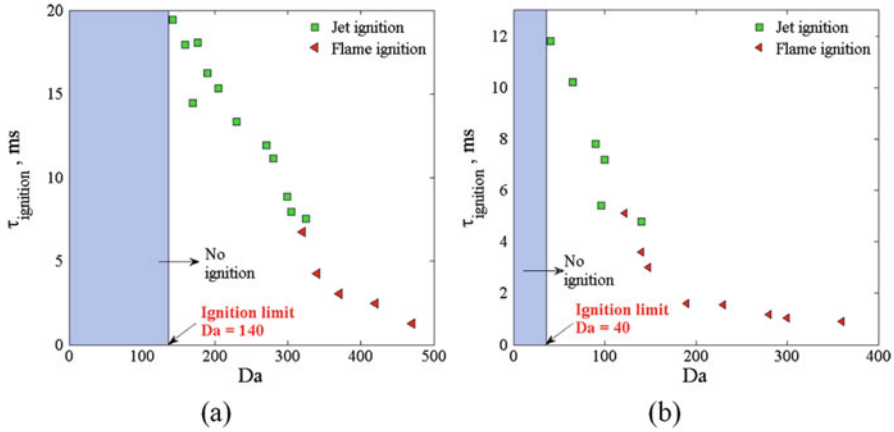 20
15
10
5
0
τignition , ms
Jet ignition
Flame ignition
No
ignition
Ignition limit
Da = 140
0 100 200 300 400 500
Da
(a)
12
10
8
6
4
2
0
τignition , ms
Jet ignition
Flame ignition
No
ignition
Ignition limit
Da = 40
0 100 200 300 400
Da
(b)